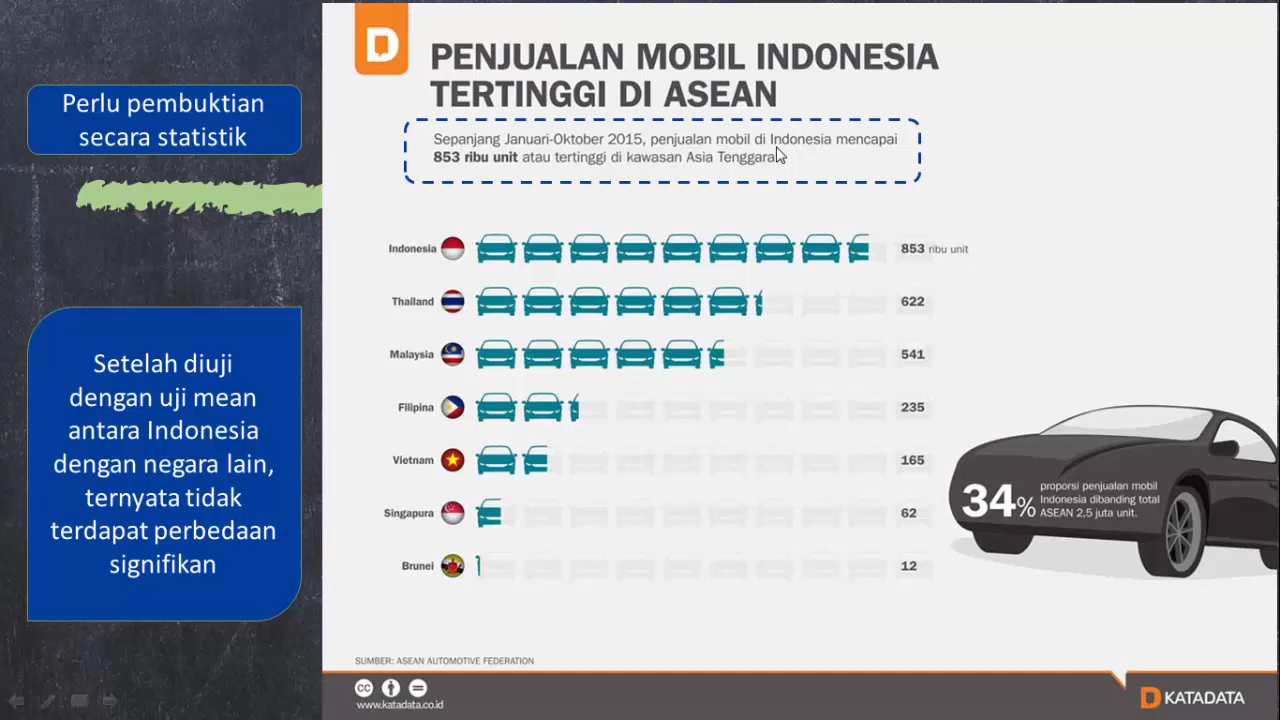 Perlu pembuktian
secara statistik
Setelah diuji
dengan uji mean
antara Indonesia
dengan negara lain,
ternyata tidak
terdapat perbedaan
signifikan
D
PENJUALAN MOBIL INDONESIA
TERTINGGI DI ASEAN
Sepanjang Januari-Oktober 2015, penjualan mobil di Indonesia mencapai
853 ribu unit atau tertinggi di kawasan Asia Tenggara.
Indonesia 853 ribu unit
Thailand 622
Malaysia 541
Filipina 235
Vietnam 165
Singapura 62
Brunei 12
34% proporsi penjualan mobil
Indonesia dibanding total
ASEAN 2,5 juta unit.
SUMBER: ASEAN AUTOMOTIVE FEDERATION
cc
www.katadata.co.id
D KATADATA